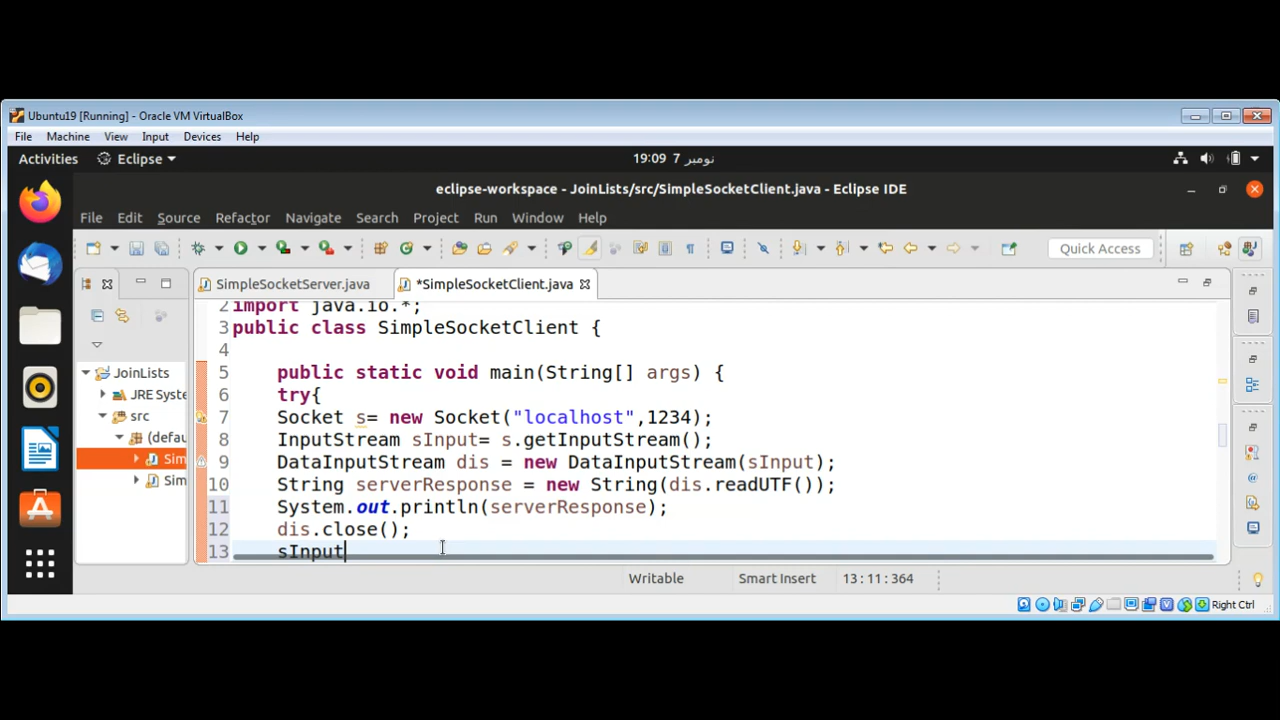 Ubuntu19 [Running] - Oracle VM VirtualBox
File Machine View Input Devices Help
Activities Eclipse 19:09 7 نومبر
eclipse-workspace - JoinLists/src/SimpleSocketClient.java - Eclipse IDE
File Edit Source Refactor Navigate Search Project Run Window Help
Quick Access
SimpleSocketServer.java *SimpleSocketClient.java
2 import java.io.*;
3 public class SimpleSocketClient {
4
5 public static void main(String[] args) {
6 try{
7 Socket s= new Socket("localhost",1234);
8 InputStream sInput= s.getInputStream();
9 DataInputStream dis = new DataInputStream(sInput);
10 String serverResponse = new String(dis.readUTF());
11 System.out.println(serverResponse);
12 dis.close();
13 sInput
JoinLists
JRE Syste
src
(defau
Sim
Sim
Writable Smart Insert 13 : 11 : 364
Right Ctrl